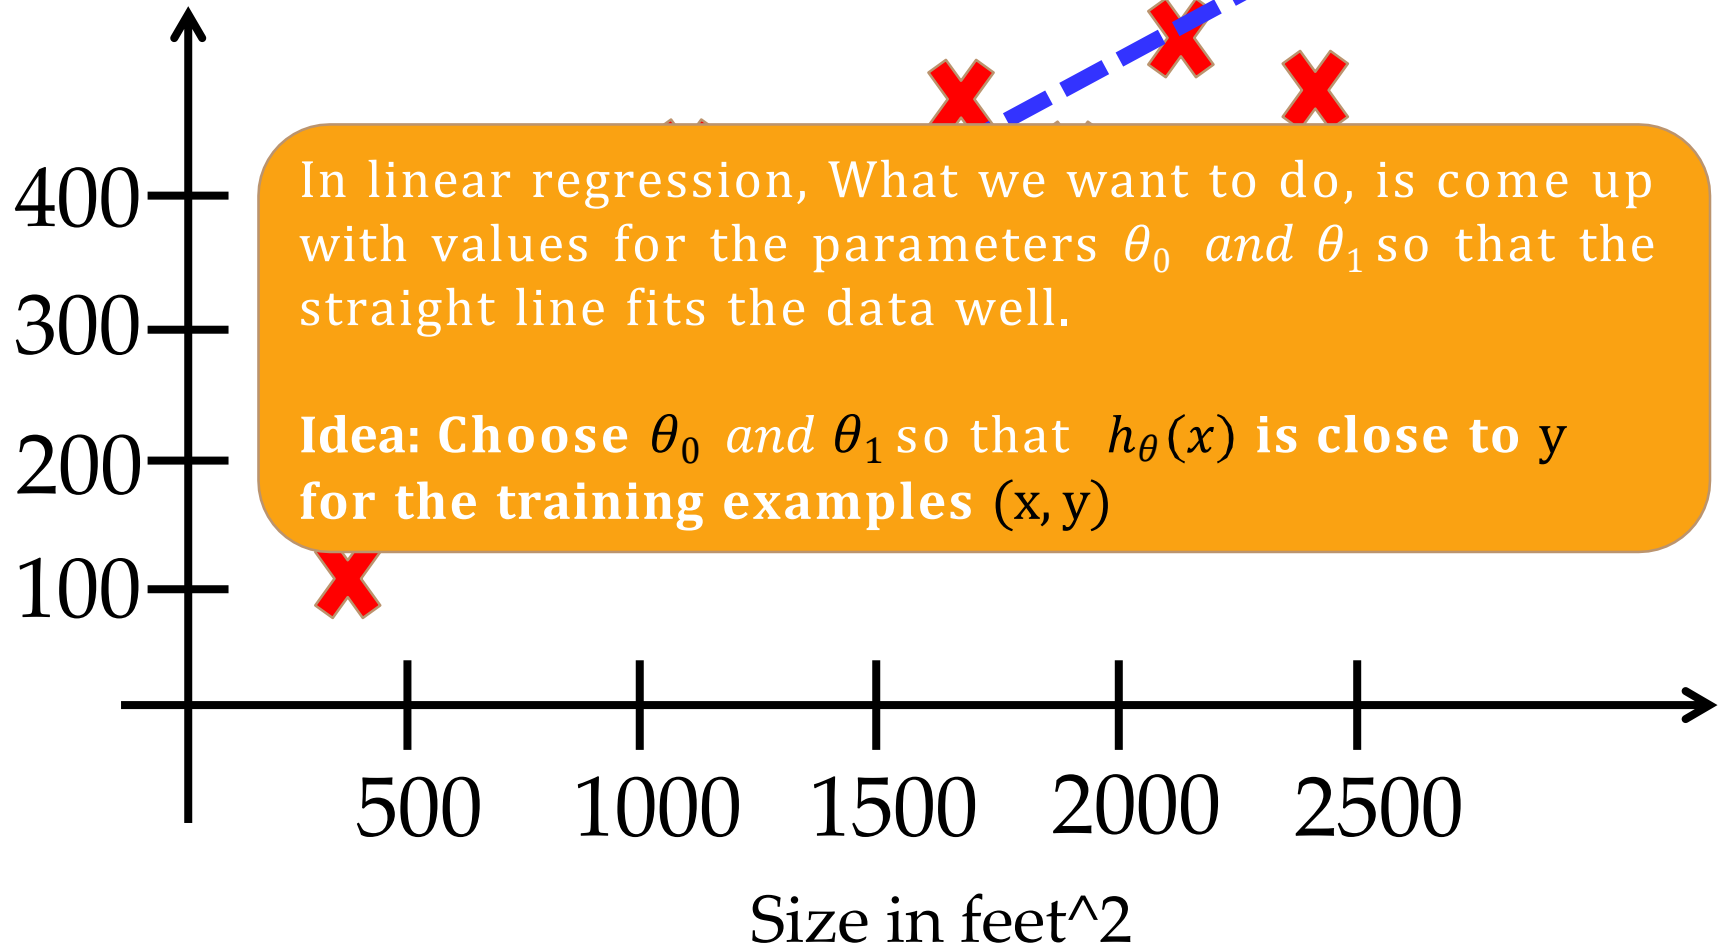 400
300
200
100
In linear regression, What we want to do, is come up
with values for the parameters θ₀ and θ₁ so that the
straight line fits the data well.
Idea: Choose θ₀ and θ₁ so that h_θ(x) is close to y
for the training examples (x, y)
500 1000 1500 2000 2500
Size in feet^2